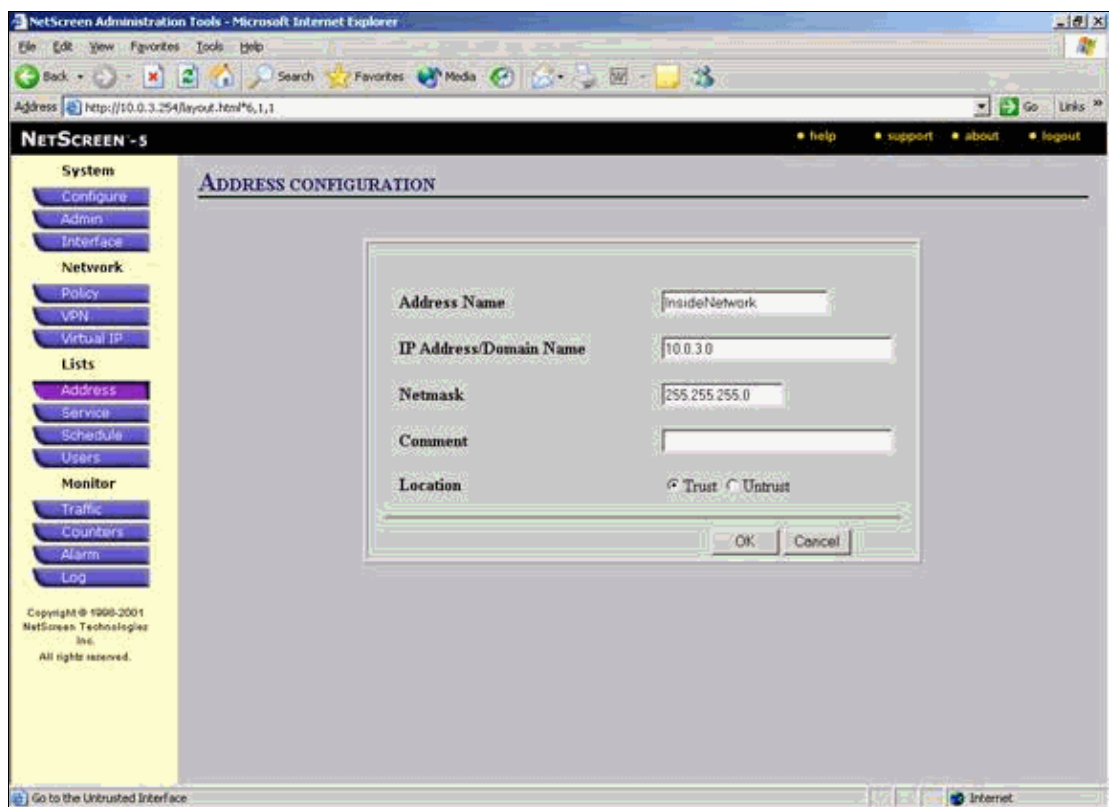 NetScreen Administration Tools - Microsoft Internet Explorer
File Edit View Favorites Tools Help
Back Search Favorites Media
Address http://10.0.3.254/layout.html*6,1,1 Go Links »
NETSCREEN-5
help support about logout
System
Configure
Admin
Interface
Network
Policy
VPN
Virtual IP
Lists
Address
Service
Schedule
Users
Monitor
Traffic
Counters
Alarm
Log
Copyright © 1998-2001
NetScreen Technologies
Inc.
All rights reserved.
ADDRESS CONFIGURATION
Address Name InsideNetwork
IP Address/Domain Name 10.0.3.0
Netmask 255.255.255.0
Comment
Location Trust Untrust
OK Cancel
Go to the Untrusted Interface
Internet